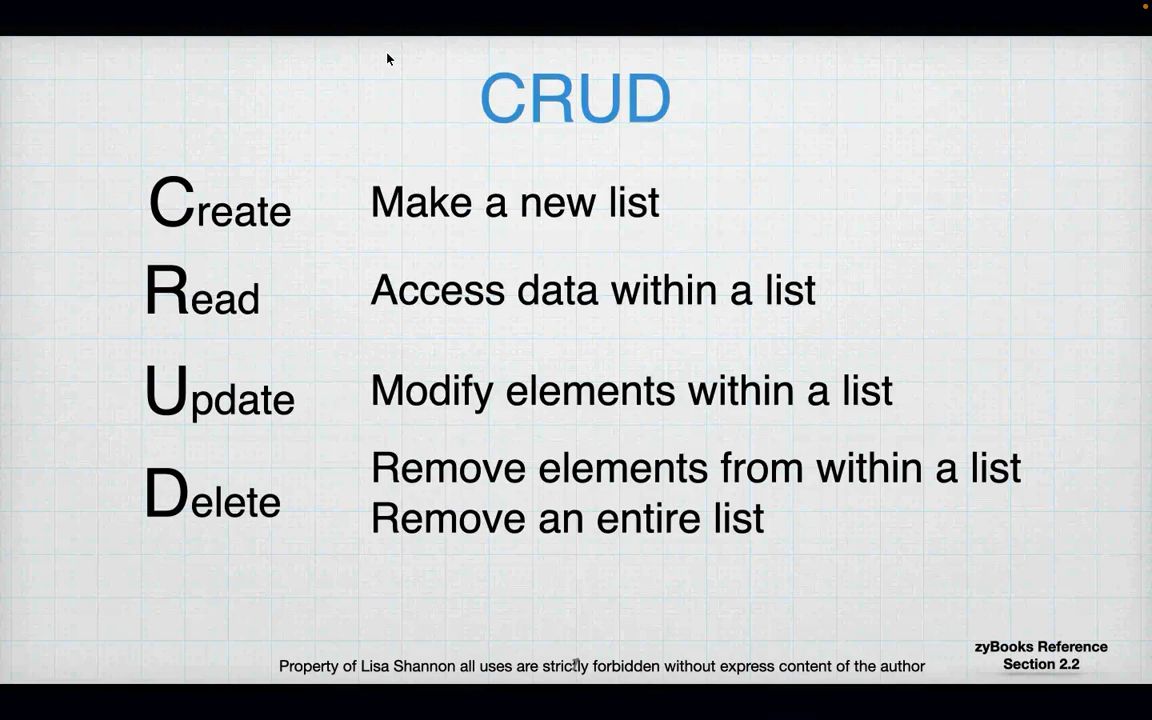 CRUD
Create
Make a new list
Read
Access data within a list
Update
Modify elements within a list
Delete
Remove elements from within a list
Remove an entire list
Property of Lisa Shannon all uses are strictly forbidden without express content of the author
zyBooks Reference
Section 2.2